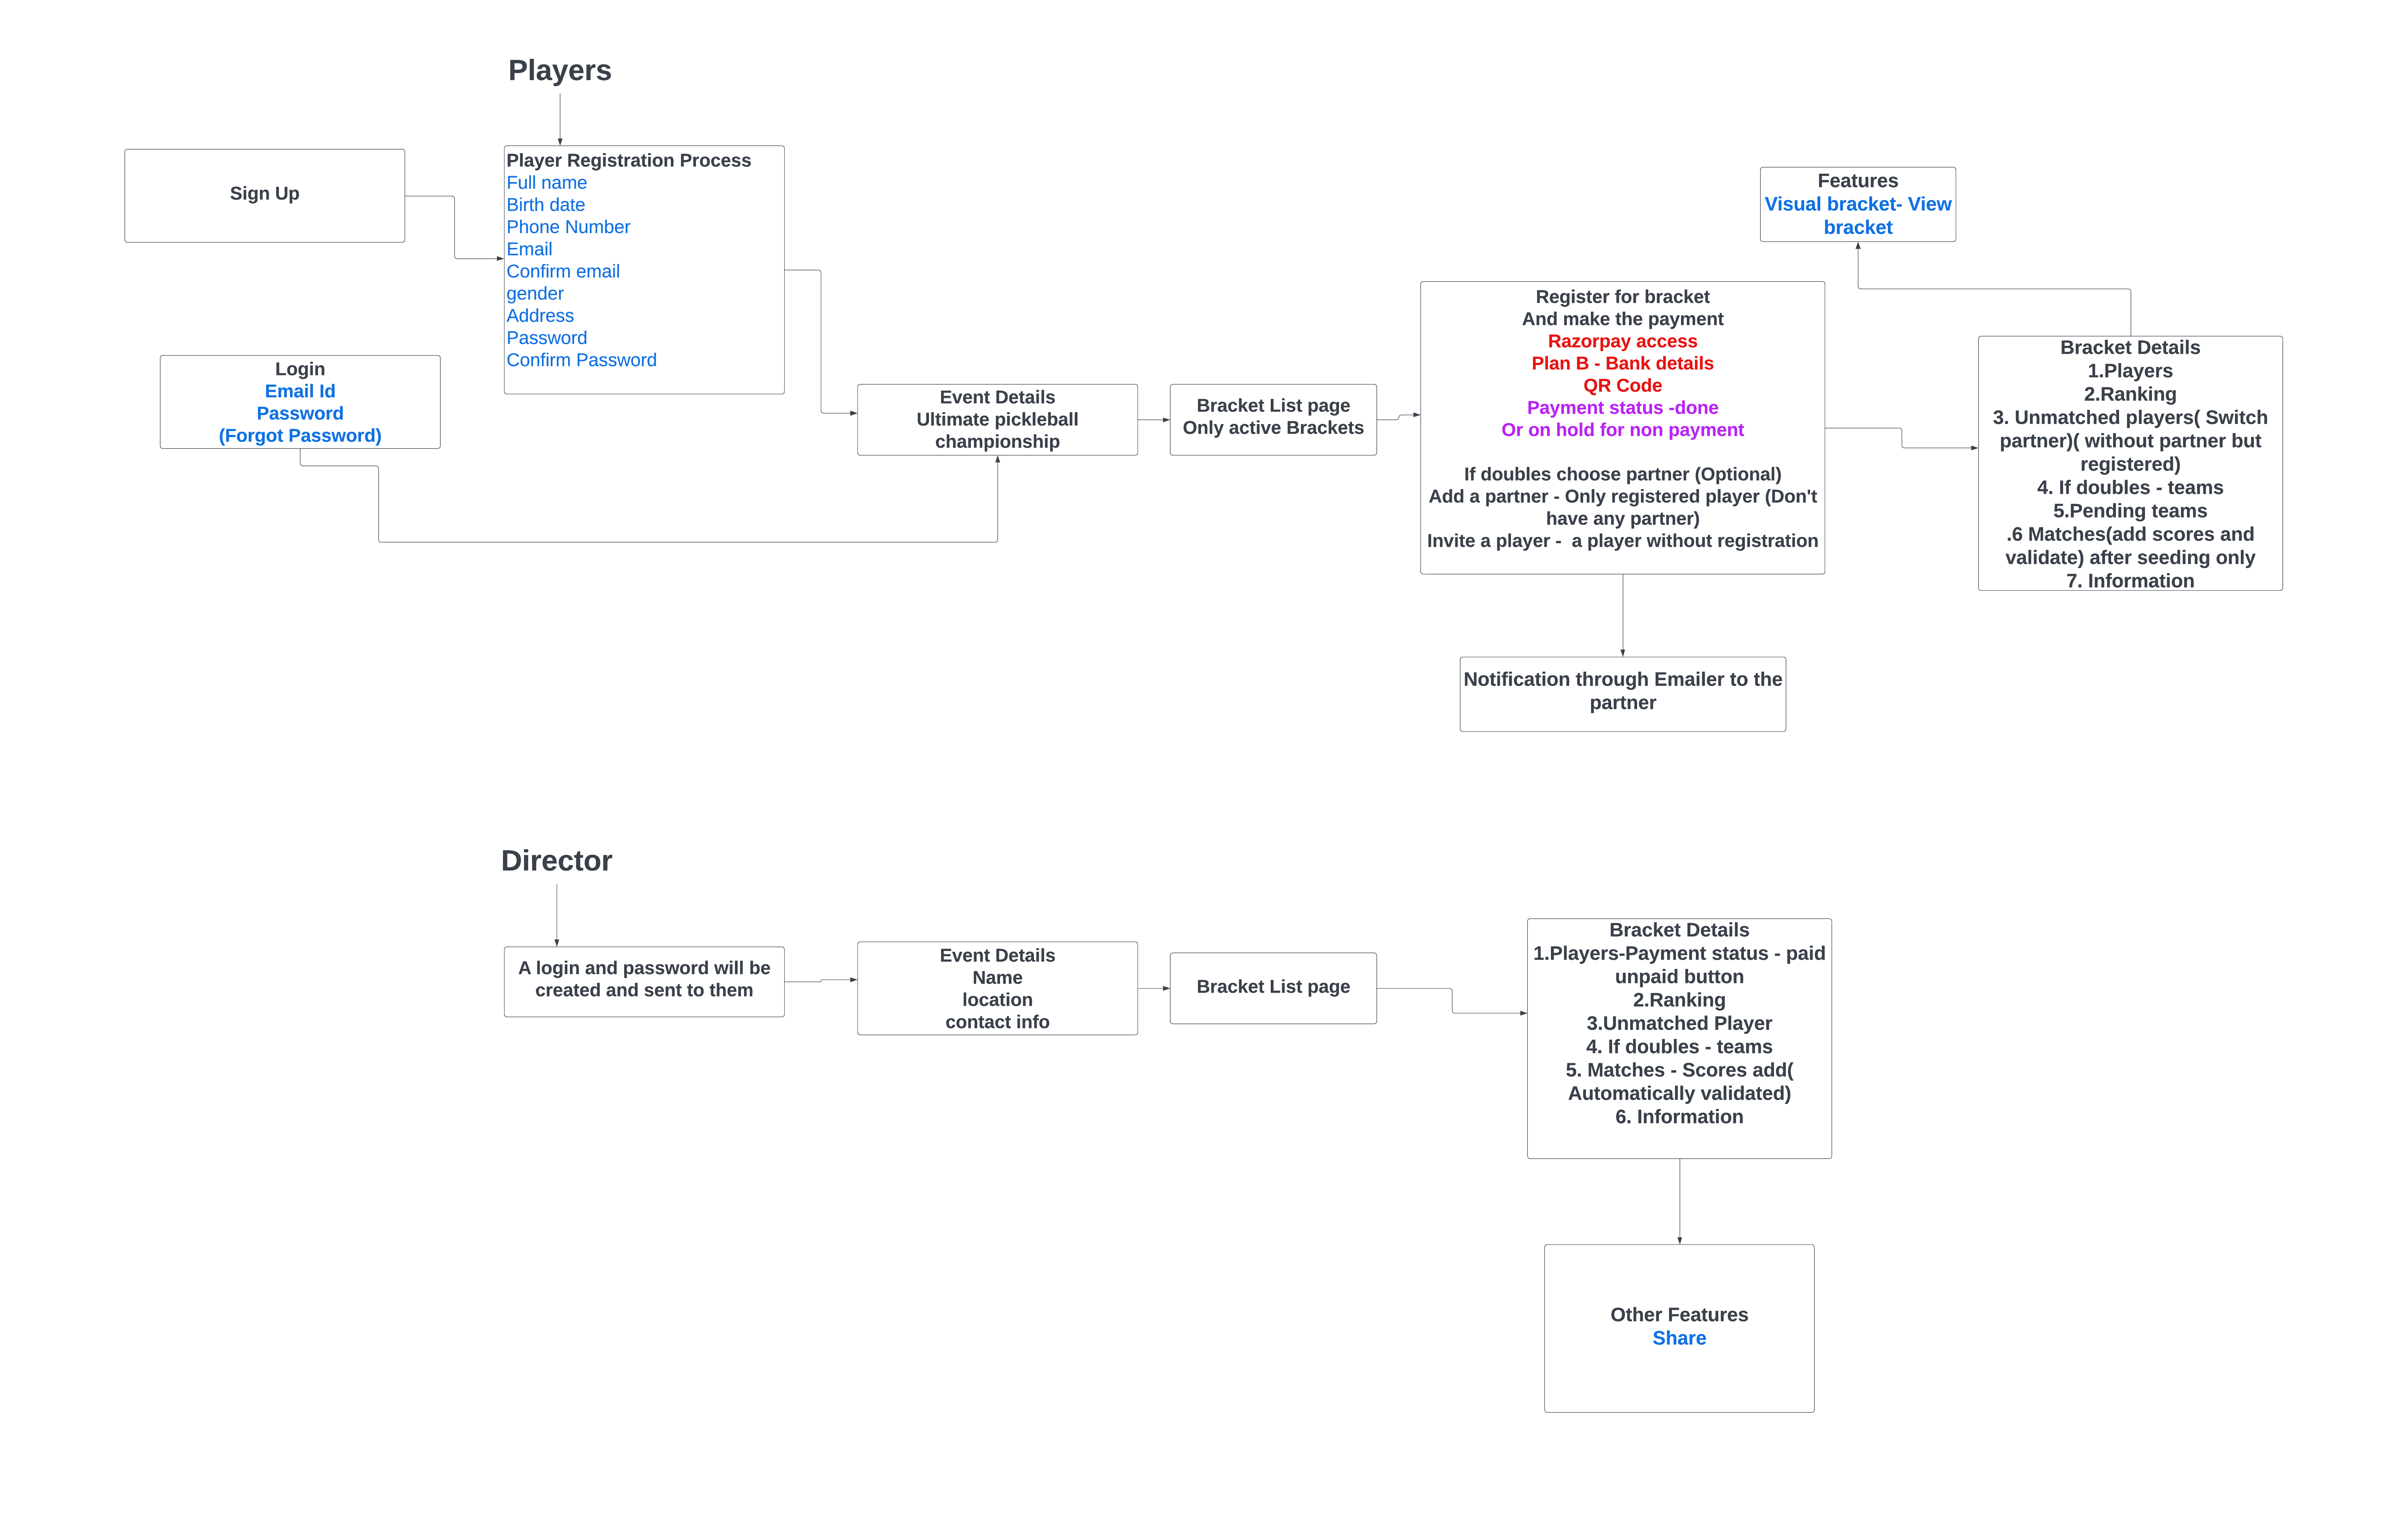 Players
Sign Up
Player Registration Process
Full name
Birth date
Phone Number
Email
Confirm email
gender
Address
Password
Confirm Password
Login
Email Id
Password
(Forgot Password)
Event Details
Ultimate pickleball
championship
Bracket List page
Only active Brackets
Register for bracket
And make the payment
Razorpay access
Plan B - Bank details
QR Code
Payment status -done
Or on hold for non payment
If doubles choose partner (Optional)
Add a partner - Only registered player (Don't
have any partner)
Invite a player -  a player without registration
Features
Visual bracket- View
bracket
Bracket Details
1.Players
2.Ranking
3. Unmatched players( Switch
partner)( without partner but
registered)
4. If doubles - teams
5.Pending teams
.6 Matches(add scores and
validate) after seeding only
7. Information
Notification through Emailer to the
partner
Director
A login and password will be
created and sent to them
Event Details
Name
location
contact info
Bracket List page
Bracket Details
1.Players-Payment status - paid
unpaid button
2.Ranking
3.Unmatched Player
4. If doubles - teams
5. Matches - Scores add(
Automatically validated)
6. Information
Other Features
Share